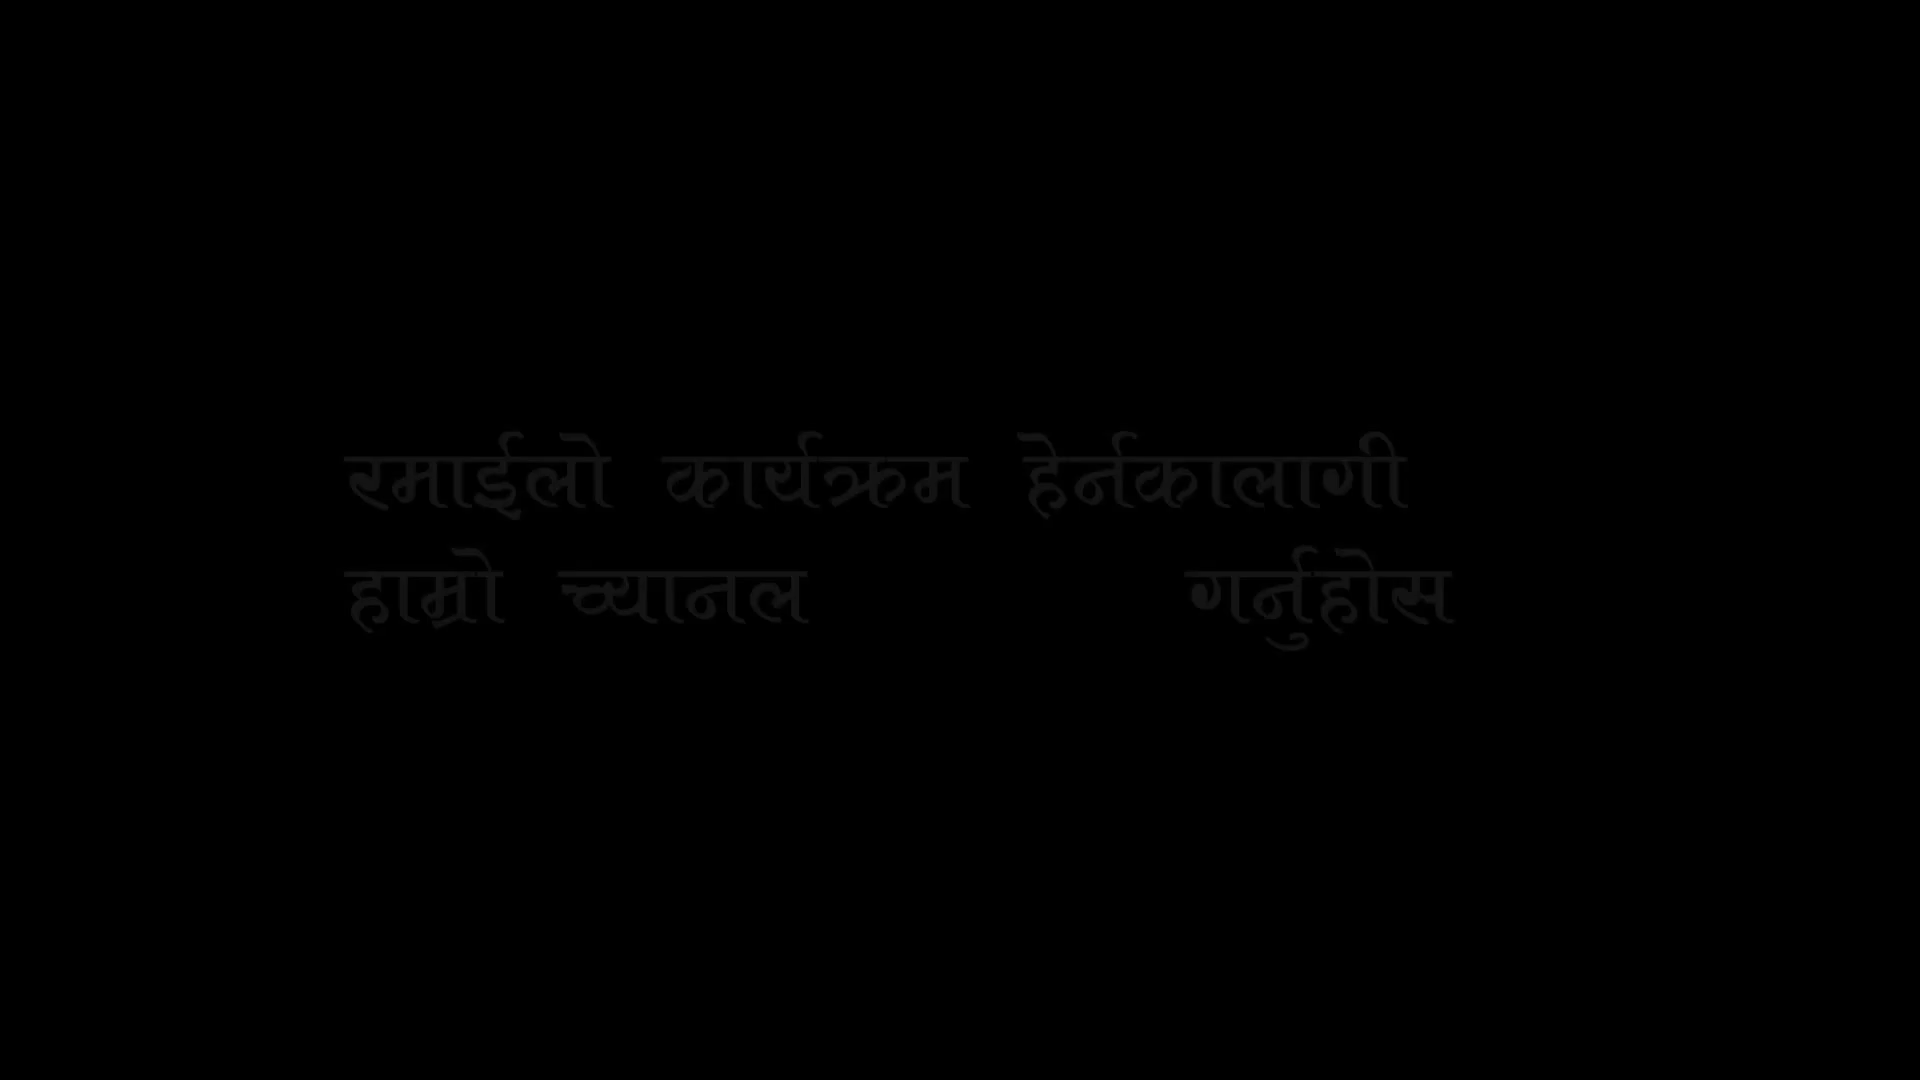 रमाईलो कार्यक्रम हेर्नकालागी
हाम्रो च्यानल गर्नुहोस